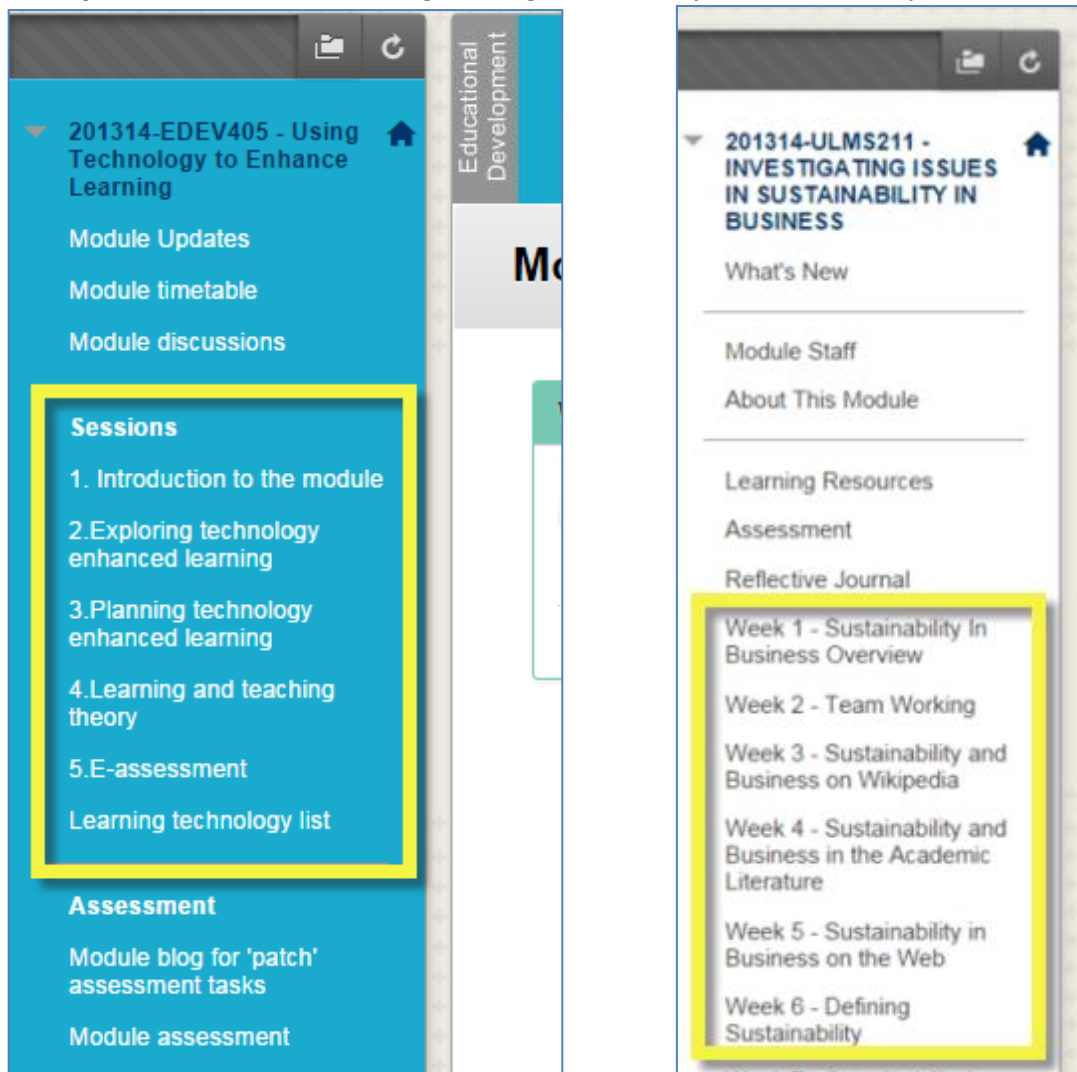 201314-EDEV405 - Using
Technology to Enhance
Learning
Module Updates
Module timetable
Module discussions
Sessions
1. Introduction to the module
2.Exploring technology
enhanced learning
3.Planning technology
enhanced learning
4.Learning and teaching
theory
5.E-assessment
Learning technology list
Assessment
Module blog for 'patch'
assessment tasks
Module assessment
Educational
Development
201314-ULMS211 -
INVESTIGATING ISSUES
IN SUSTAINABILITY IN
BUSINESS
What's New
Module Staff
About This Module
Learning Resources
Assessment
Reflective Journal
Week 1 - Sustainability In
Business Overview
Week 2 - Team Working
Week 3 - Sustainability and
Business on Wikipedia
Week 4 - Sustainability and
Business in the Academic
Literature
Week 5 - Sustainability in
Business on the Web
Week 6 - Defining
Sustainability